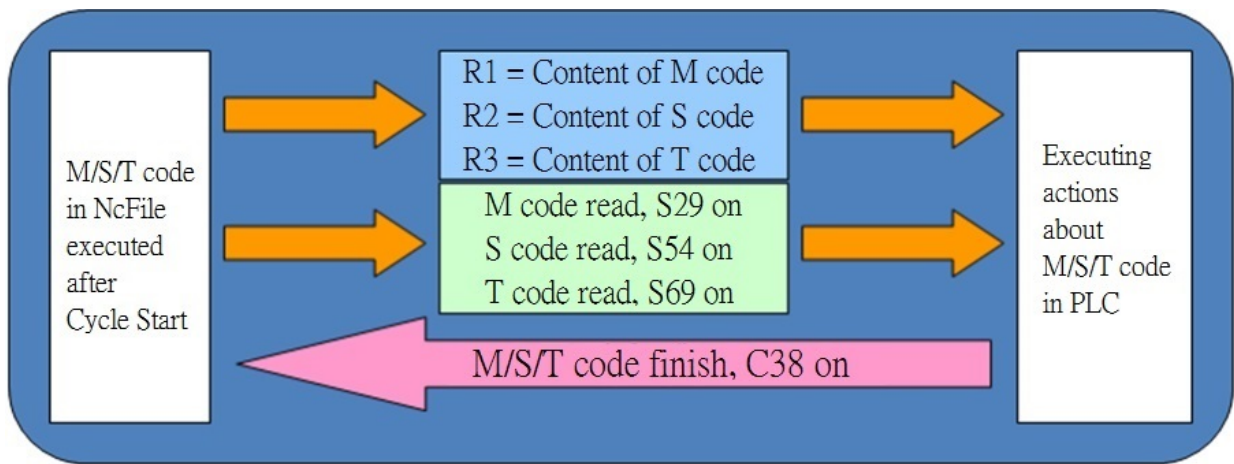 M/S/T code
in NcFile
executed
after
Cycle Start
R1 = Content of M code
R2 = Content of S code
R3 = Content of T code
M code read, S29 on
S code read, S54 on
T code read, S69 on
M/S/T code finish, C38 on
Executing
actions
about
M/S/T code
in PLC